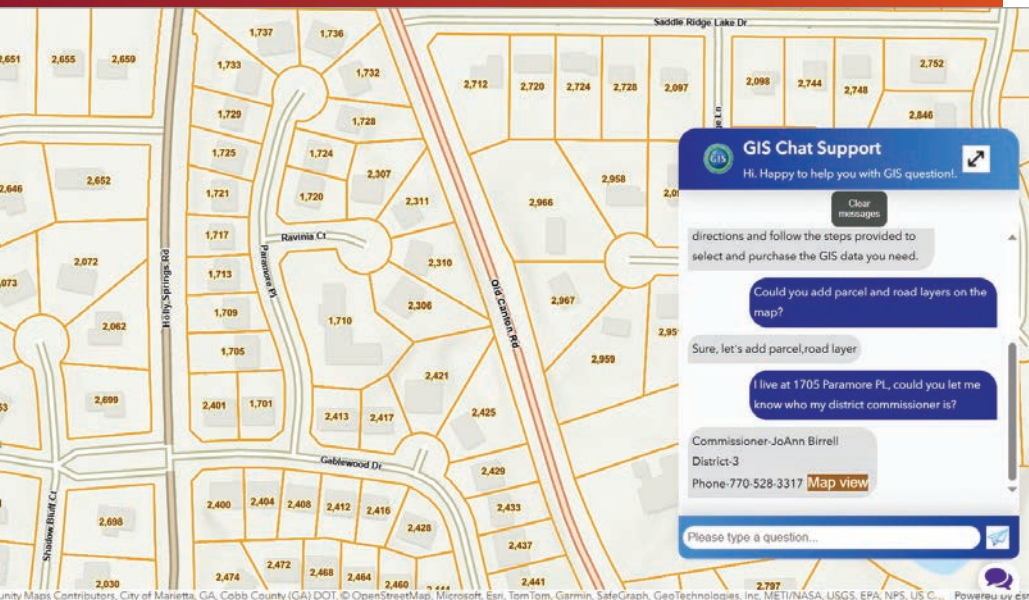 Saddle Ridge Lake Dr
1,737
1,736
2,651
2,655
2,659
1,733
1,732
2,712
2,720
2,724
2,728
2,097
2,098
2,744
2,748
2,752
1,729
1,728
2,846
1,725
1,724
2,307
2,646
2,652
1,721
1,720
2,311
2,966
2,958
1,717
Ravinia Ct
2,072
1,713
Paramore Pl
2,310
Holly Springs Rd
1,709
1,710
2,306
Old Canton Rd
2,967
2,062
1,705
2,959
2,421
2,699
2,401
1,701
2,413
2,417
2,425
Gablewood Dr
2,429
2,400
2,404
2,408
2,412
2,416
2,433
Shadow Bluff Ct
2,698
2,428
2,437
2,030
2,474
2,472
2,468
2,464
2,460
2,441
2,797
GIS
GIS Chat Support
Hi. Happy to help you with GIS question!.
Clear
messages
directions and follow the steps provided to
select and purchase the GIS data you need.
Could you add parcel and road layers on the
map?
Sure, let's add parcel,road layer
I live at 1705 Paramore PL, could you let me
know who my district commissioner is?
Commissioner-JoAnn Birrell
District-3
Phone-770-528-3317 Map view
Please type a question...
unity Maps Contributors, City of Marietta, GA, Cobb County (GA) DOT, © OpenStreetMap, Microsoft, Esri, TomTom, Garmin, SafeGraph, GeoTechnologies, Inc, METI/NASA, USGS, EPA, NPS, US C... Powered by Esri